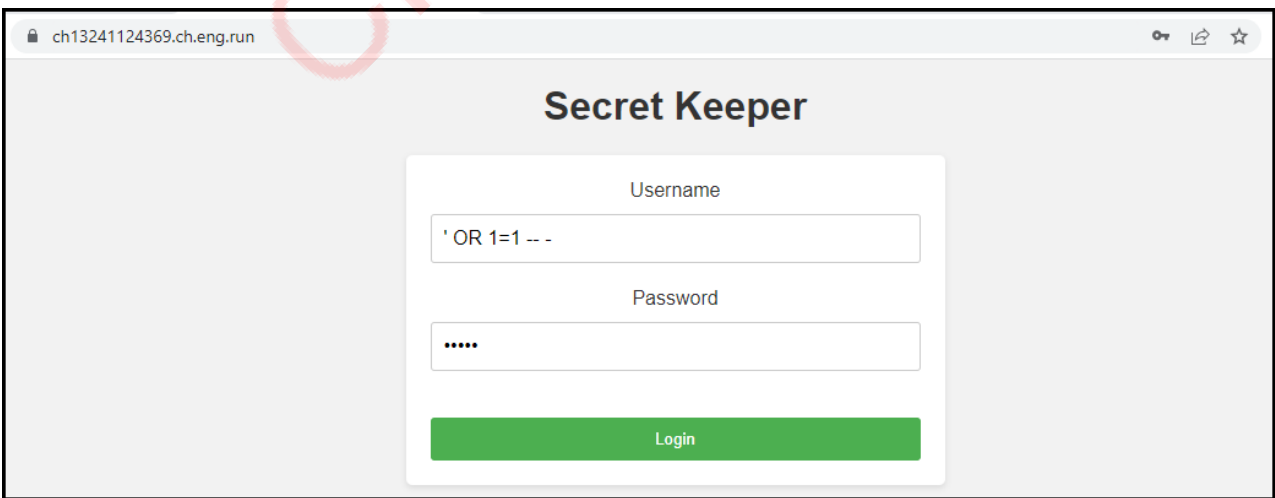 ch13241124369.ch.eng.run
Secret Keeper
Username
' OR 1=1 -- -
Password
•••••
Login